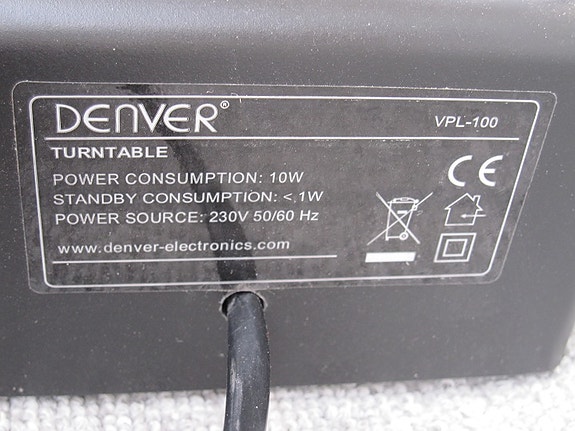 DENVER®
VPL-100
TURNTABLE
POWER CONSUMPTION: 10W
STANDBY CONSUMPTION: <.1W
POWER SOURCE: 230V 50/60 Hz
www.denver-electronics.com
CE